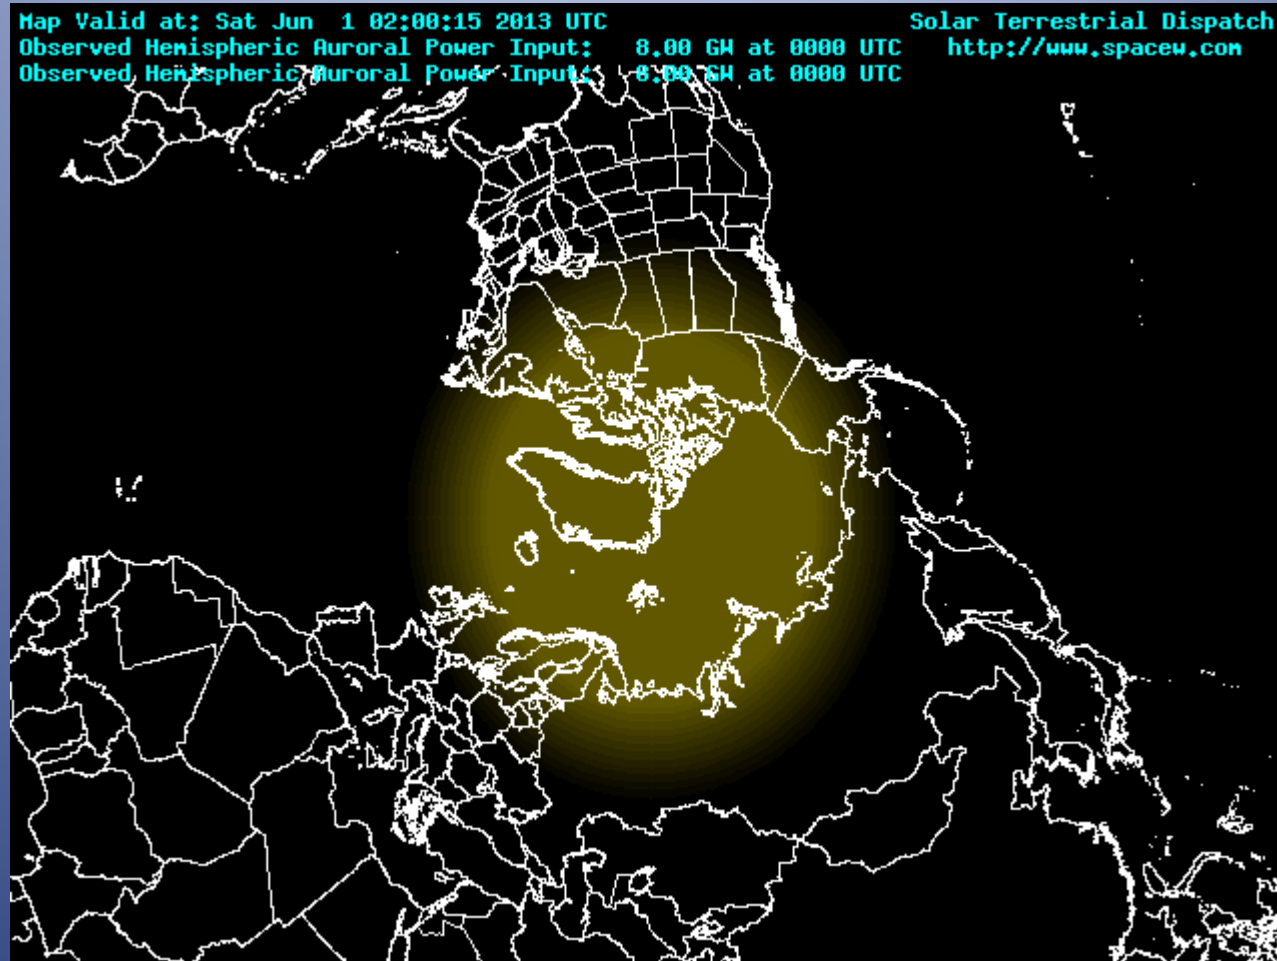 Map Valid at: Sat Jun 1 02:00:15 2013 UTC
Solar Terrestrial Dispatch
Observed Hemispheric Auroral Power Input: 8.00 GW at 0000 UTC
http://www.spacew.com
Observed Hemispheric Auroral Power Input: 8.00 GW at 0000 UTC